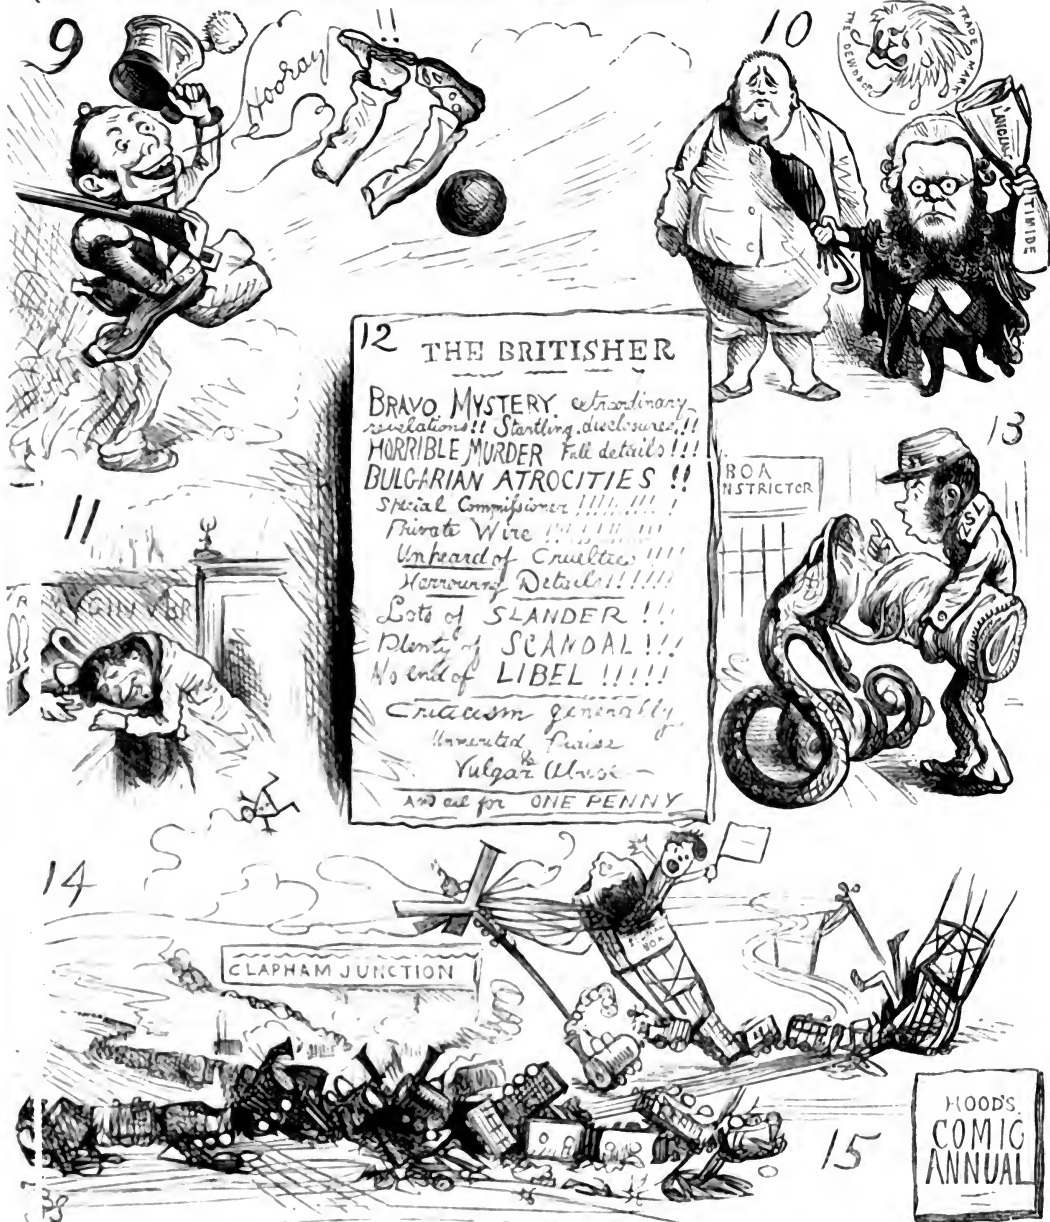 9
Hooray
!!
10
THE DEWDROP
TRADE MARK
TIMIDE
12
THE BRITISHER
BRAVO MYSTERY. extraordinary
revelations!! Startling disclosures!!!
HORRIBLE MURDER Full details!!!
BULGARIAN ATROCITIES !!
Special Commissioner !!!!!!!!!!
Private Wire !!!!!!!!!!
Unheard of Cruelties !!!!
Harrowing Details!!!!!!
Lots of SLANDER !!!
Plenty of SCANDAL !!!
No end of LIBEL !!!!!
Criticism generally
Unmerited Praise
&
Vulgar Abuse
And all for ONE PENNY
13
BOA
NSTRICTOR
ZSL
11
GIN
14
BOX
CLAPHAM JUNCTION
15
HOOD'S
COMIC
ANNUAL